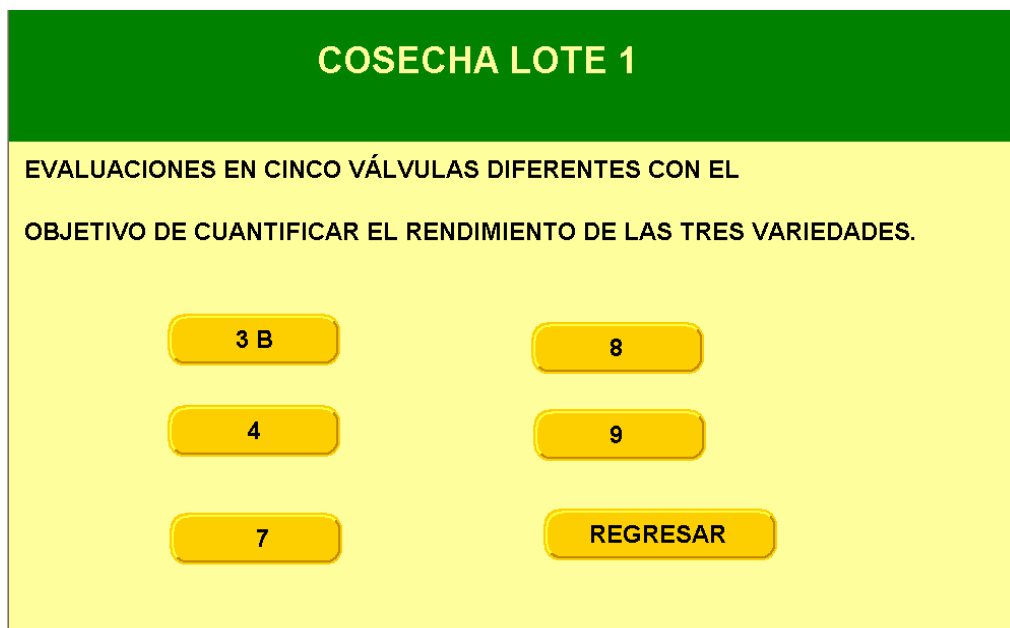 COSECHA LOTE 1
EVALUACIONES EN CINCO VÁLVULAS DIFERENTES CON EL
OBJETIVO DE CUANTIFICAR EL RENDIMIENTO DE LAS TRES VARIEDADES.
3 B
8
4
9
7
REGRESAR